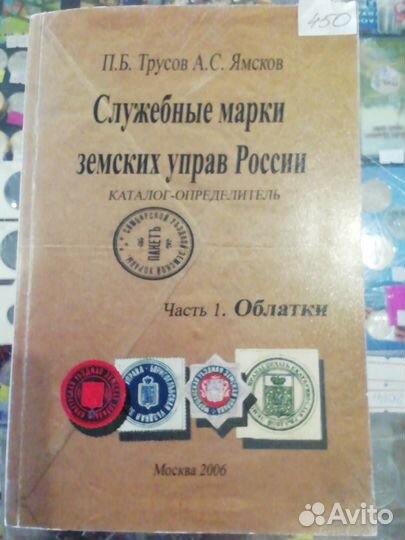 450
П.Б. Трусов А.С. Ямсков
Служебные марки
земских управ России
КАТАЛОГ-ОПРЕДЕЛИТЕЛЬ
ПАКЕТЪ
Часть 1. Облатки
Москва 2006
Avito